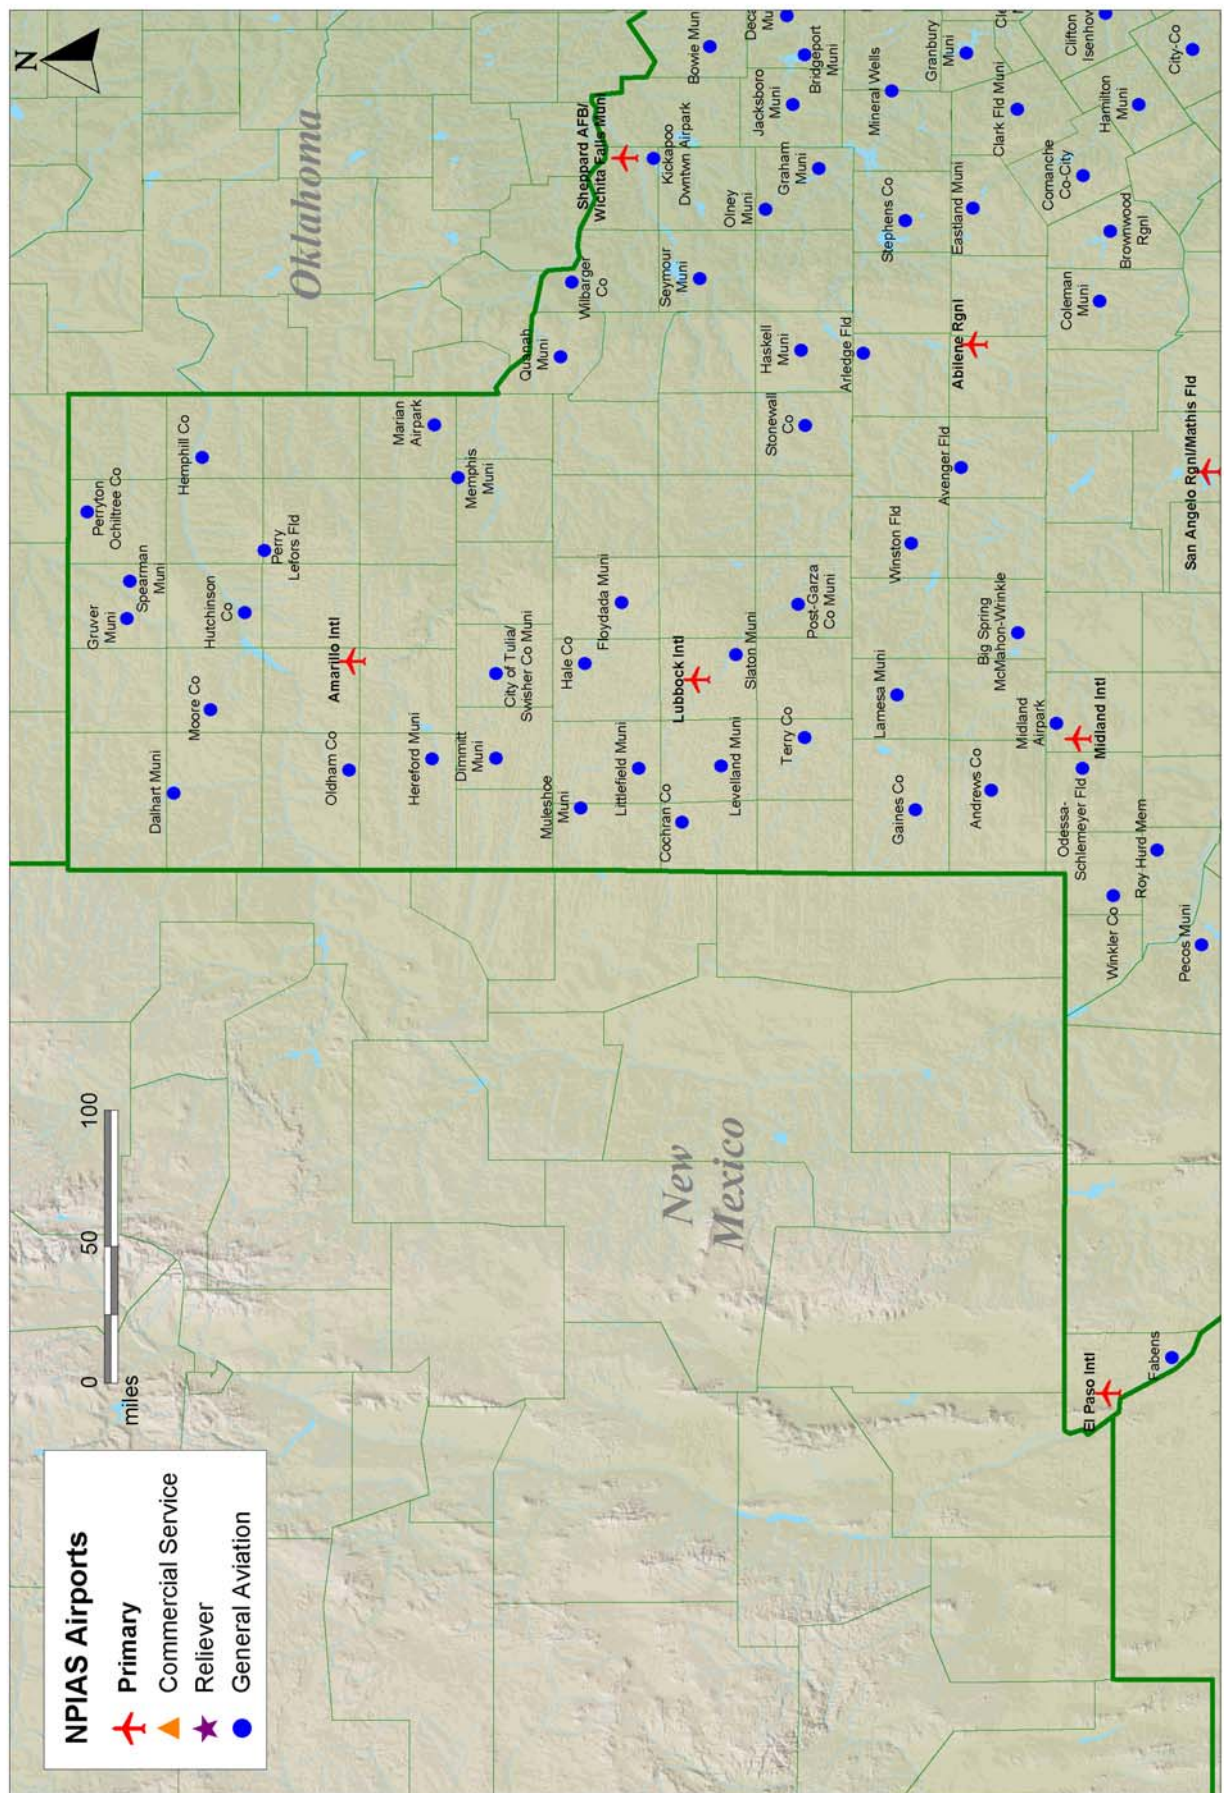 N
Oklahoma
New
Mexico
0
50
100
miles
NPIAS Airports
Primary
Commercial Service
Reliever
General Aviation
Perryton
Ochiltree Co
Gruver
Muni
Spearman
Muni
Hemphill Co
Dalhart Muni
Moore Co
Hutchinson
Co
Perry
Lefors Fld
Oldham Co
Amarillo Intl
Marian
Airpark
Hereford Muni
Memphis
Muni
Dimmitt
Muni
City of Tulia/
Swisher Co Muni
Quanah
Muni
Wilbarger
Co
Sheppard AFB/
Wichita Falls Muni
Kickapoo
Dwntwn Airpark
Muleshoe
Muni
Hale Co
Floydada Muni
Littlefield Muni
Cochran Co
Lubbock Intl
Seymour
Muni
Bowie Mun
Levelland Muni
Slaton Muni
Olney
Muni
Jacksboro
Muni
Deca
Mu
Bridgeport
Muni
Graham
Muni
Terry Co
Post-Garza
Co Muni
Stonewall
Co
Haskell
Muni
Arledge Fld
Mineral Wells
Stephens Co
Lamesa Muni
Gaines Co
Winston Fld
Avenger Fld
Abilene Rgnl
Eastland Muni
Granbury
Muni
Cle
Andrews Co
Big Spring
McMahon-Wrinkle
Clark Fld Muni
Midland
Airpark
Midland Intl
Odessa-
Schlemeyer Fld
Coleman
Muni
Comanche
Co-City
Brownwood
Rgnl
Hamilton
Muni
Clifton
Isenhow
City-Co
Winkler Co
Roy Hurd Mem
Pecos Muni
San Angelo Rgnl/Mathis Fld
El Paso Intl
Fabens